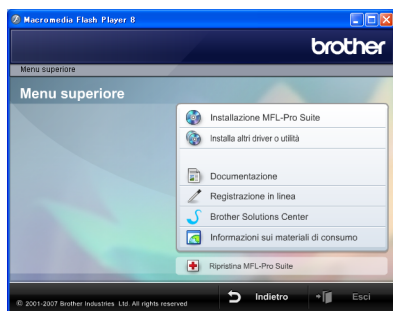 Macromedia Flash Player 8
brother
Menu superiore
Menu superiore
Installazione MFL-Pro Suite
Installa altri driver o utilità
Documentazione
Registrazione in linea
Brother Solutions Center
Informazioni sui materiali di consumo
Ripristina MFL-Pro Suite
© 2001-2007 Brother Industries Ltd. All rights reserved
Indietro
Esci